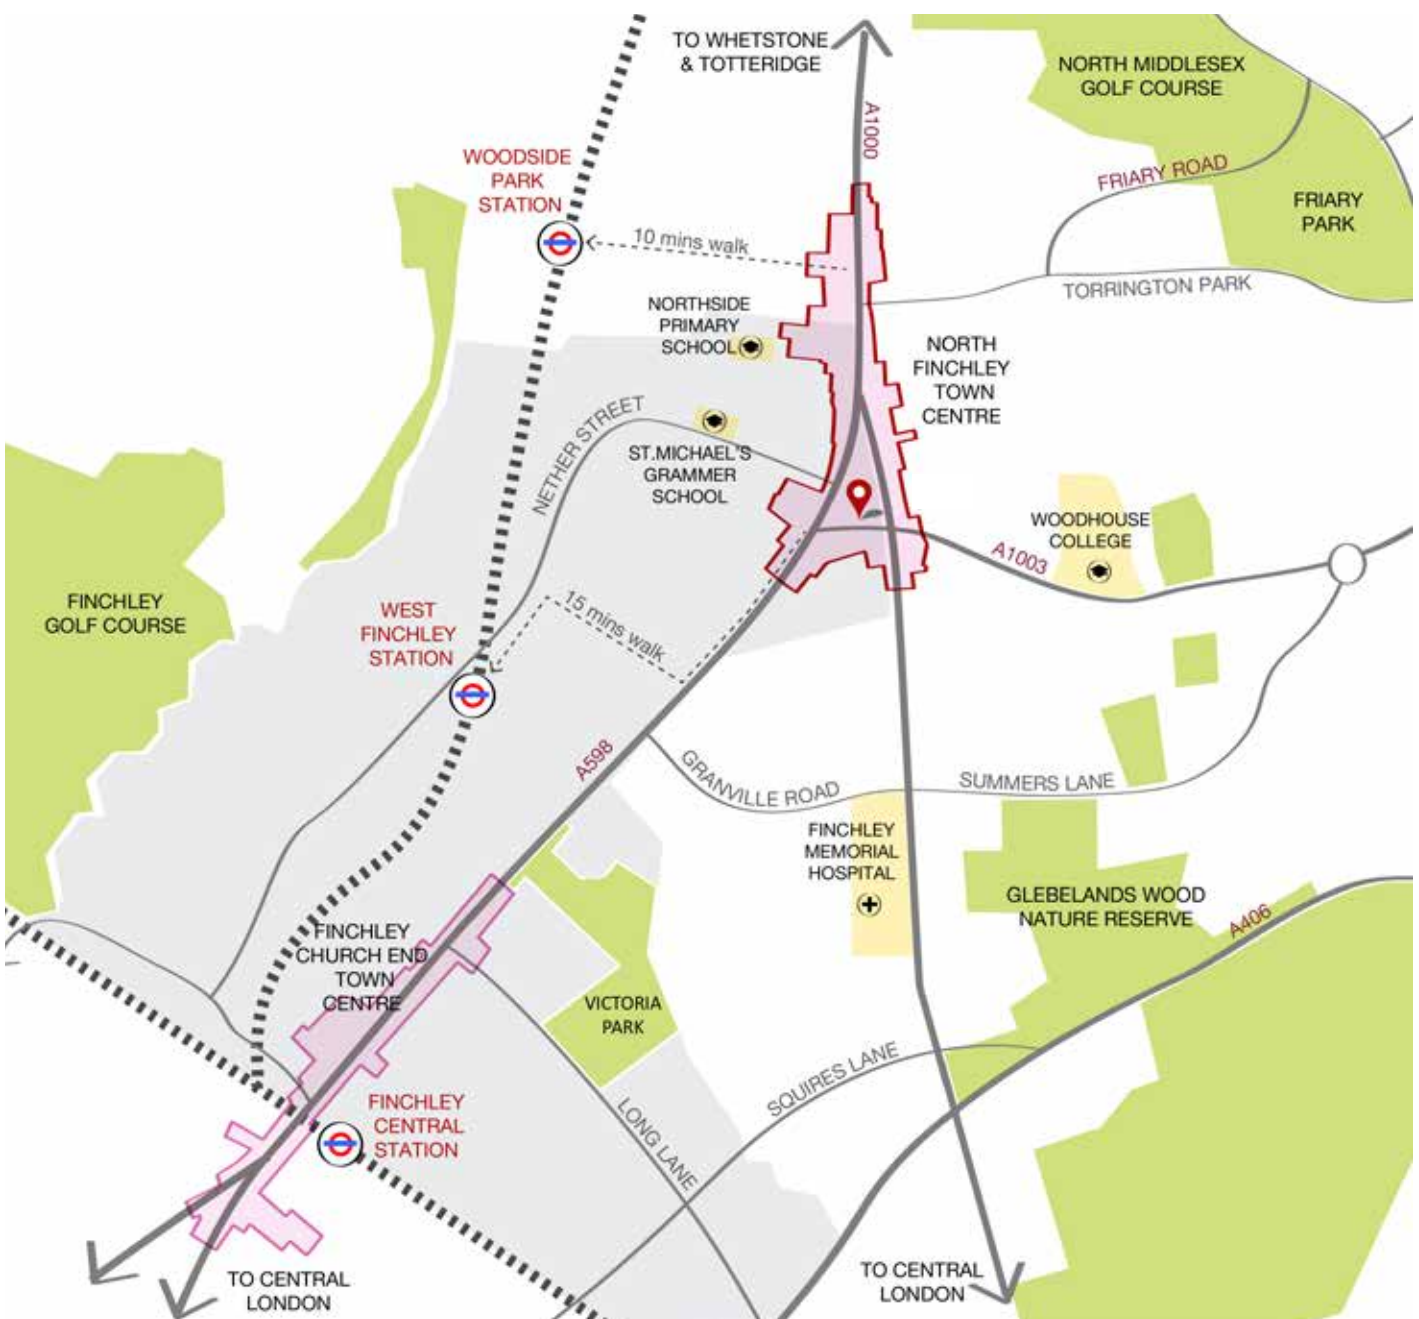 TO WHETSTONE
& TOTTERIDGE
A1000
NORTH MIDDLESEX
GOLF COURSE
FRIARY ROAD
FRIARY
PARK
WOODSIDE
PARK
STATION
10 mins walk
TORRINGTON PARK
NORTHSIDE
PRIMARY
SCHOOL
NORTH
FINCHLEY
TOWN
CENTRE
NETHER STREET
ST.MICHAEL'S
GRAMMER
SCHOOL
WOODHOUSE
COLLEGE
A1003
FINCHLEY
GOLF COURSE
WEST
FINCHLEY
STATION
15 mins walk
A598
GRANVILLE ROAD
SUMMERS LANE
FINCHLEY
MEMORIAL
HOSPITAL
GLEBELANDS WOOD
NATURE RESERVE
A406
FINCHLEY
CHURCH END
TOWN
CENTRE
VICTORIA
PARK
SQUIRES LANE
LONG LANE
FINCHLEY
CENTRAL
STATION
TO CENTRAL
LONDON
TO CENTRAL
LONDON